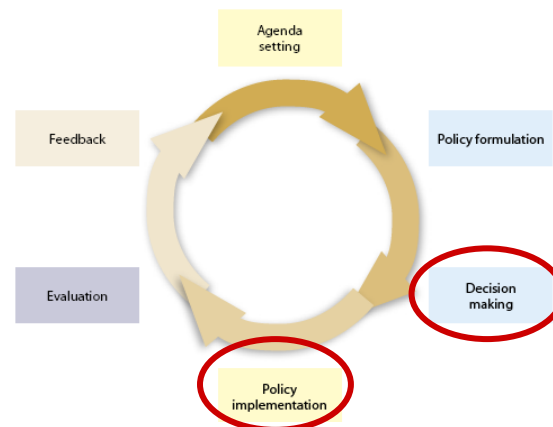 Agenda
setting
Feedback
Policy formulation
Evaluation
Decision
making
Policy
implementation